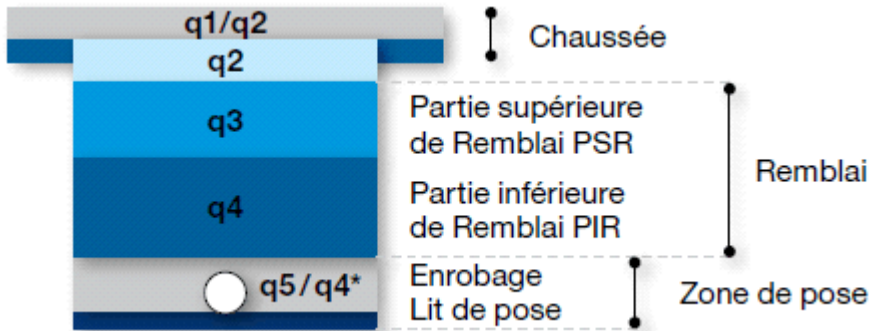 q1/q2
Chaussée
q2
q3
Partie supérieure
de Remblai PSR
Remblai
q4
Partie inférieure
de Remblai PIR
q5/q4*
Enrobage
Lit de pose
Zone de pose